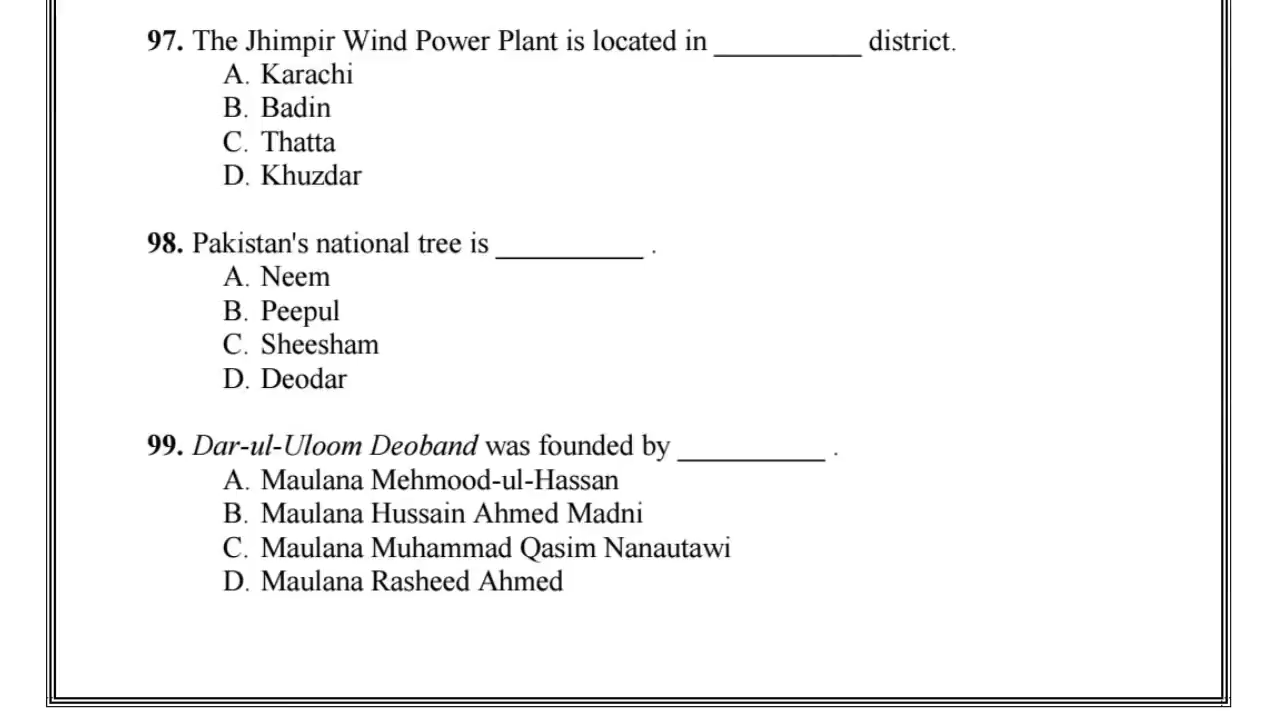 97. The Jhimpir Wind Power Plant is located in __________ district.
A. Karachi
B. Badin
C. Thatta
D. Khuzdar
98. Pakistan's national tree is __________ .
A. Neem
B. Peepul
C. Sheesham
D. Deodar
99. Dar-ul-Uloom Deoband was founded by __________ .
A. Maulana Mehmood-ul-Hassan
B. Maulana Hussain Ahmed Madni
C. Maulana Muhammad Qasim Nanautawi
D. Maulana Rasheed Ahmed